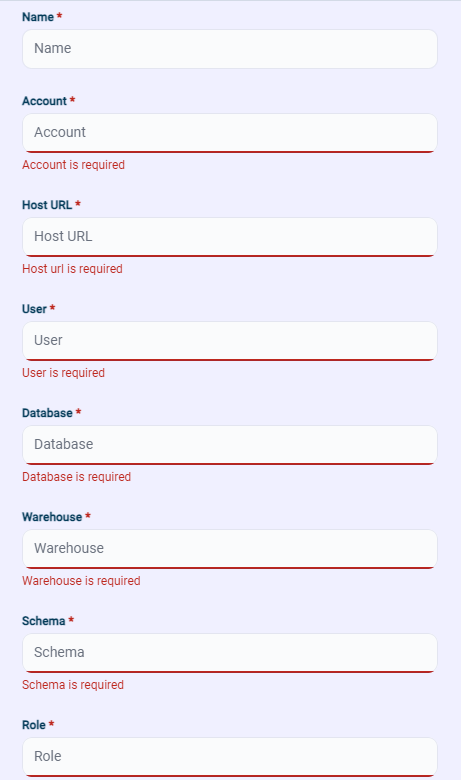 Name *
Name
Account *
Account
Account is required
Host URL *
Host URL
Host url is required
User *
User
User is required
Database *
Database
Database is required
Warehouse *
Warehouse
Warehouse is required
Schema *
Schema
Schema is required
Role *
Role